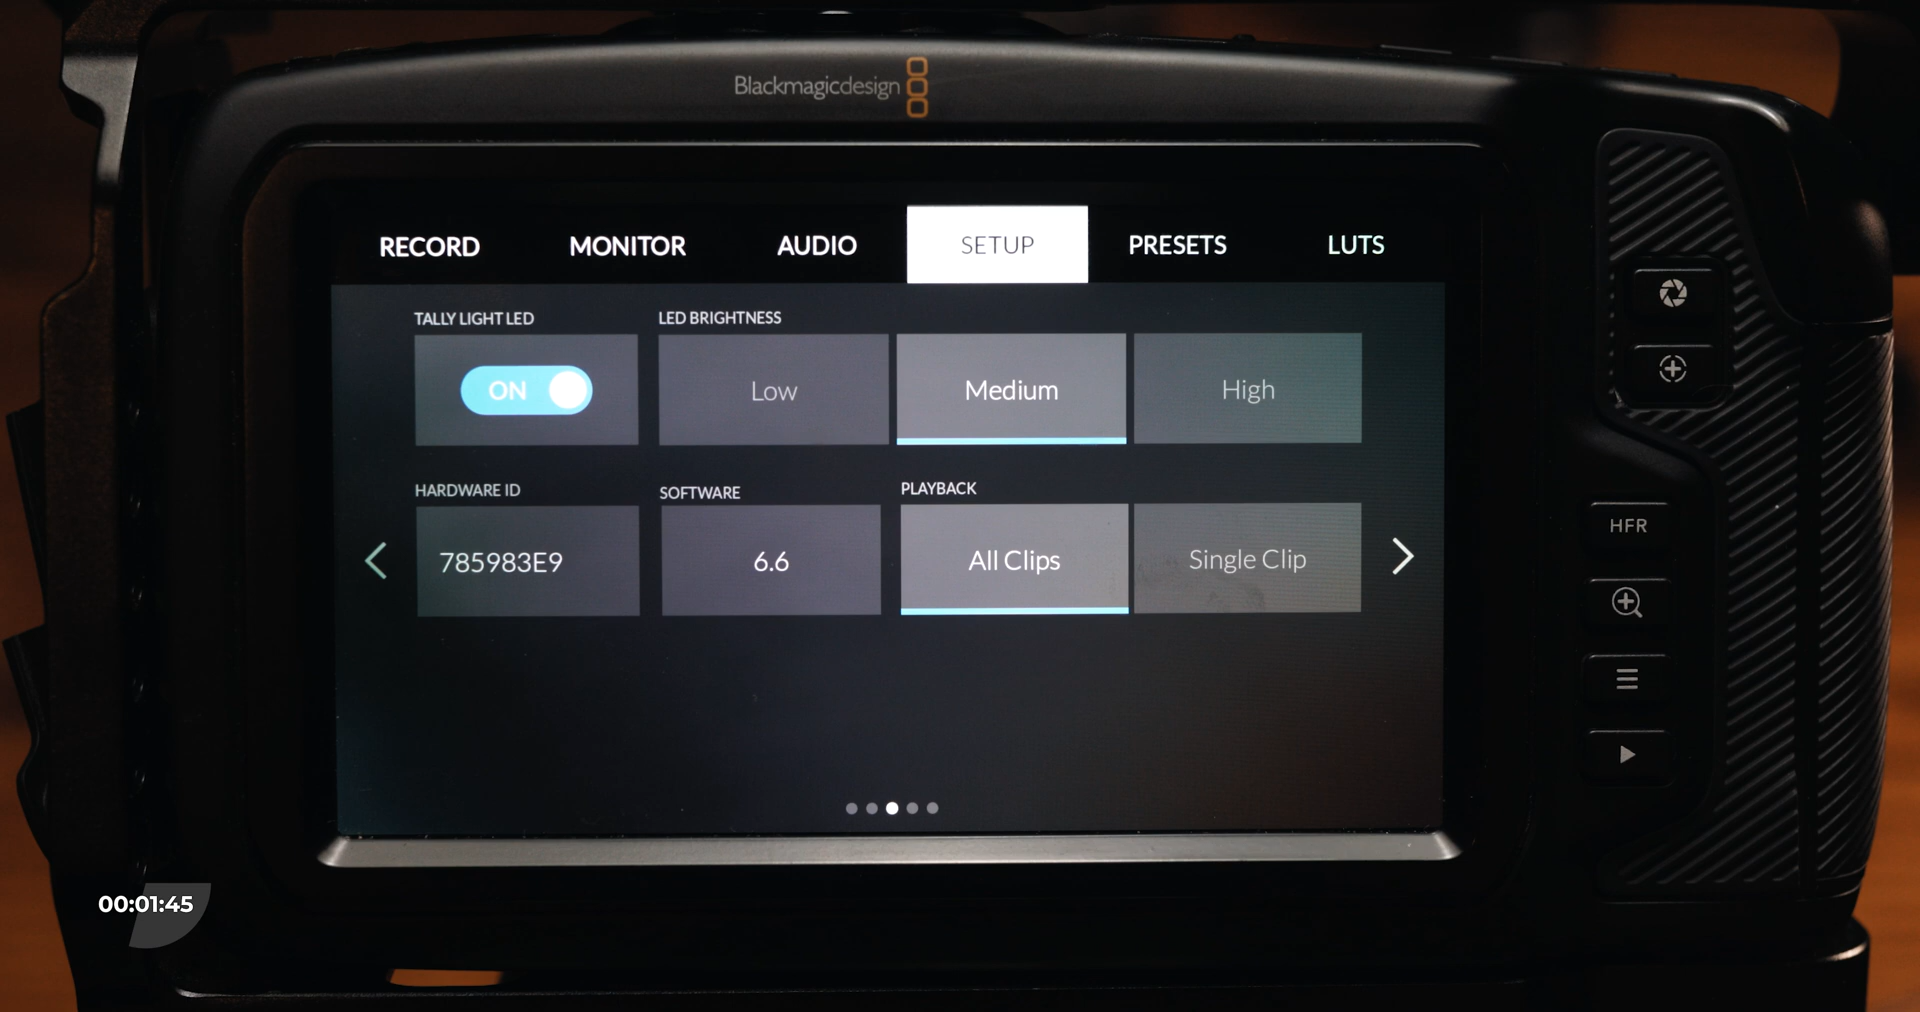 Blackmagicdesign
RECORD MONITOR AUDIO SETUP PRESETS LUTS
TALLY LIGHT LED LED BRIGHTNESS
ON Low Medium High
HARDWARE ID SOFTWARE PLAYBACK
785983E9 6.6 All Clips Single Clip
HFR
00:01:45